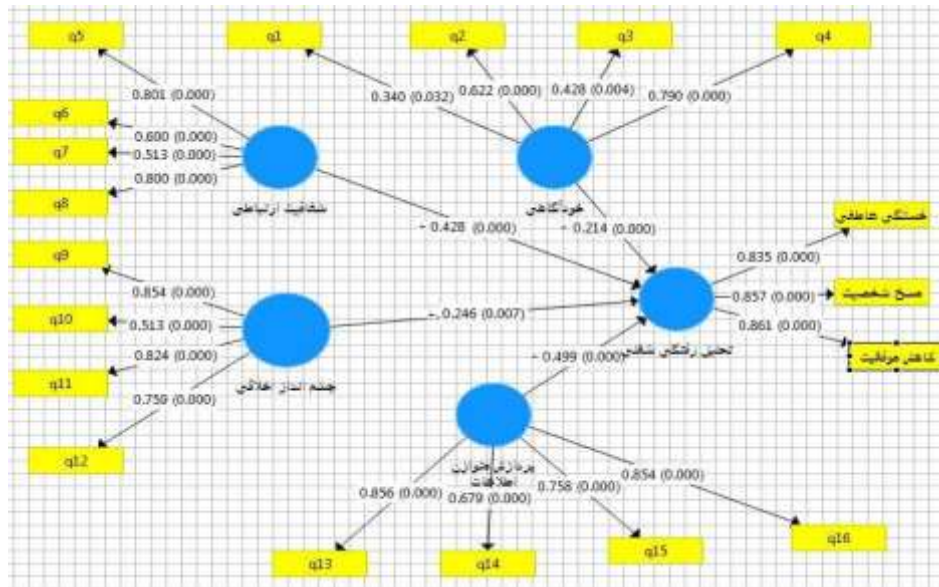 q5
q1
q2
q3
q4
0.801 (0.000)
0.340 (0.032)
0.622 (0.000)
0.428 (0.004)
0.790 (0.000)
q6
0.600 (0.000)
q7
0.513 (0.000)
q8
0.800 (0.000)
شفافیت ارتباطی
خودآگاهی
- 0.428 (0.000)
- 0.214 (0.000)
خستگی عاطفی
0.835 (0.000)
q9
0.854 (0.000)
مسخ شخصیت
0.857 (0.000)
q10
0.513 (0.000)
-.0.246 (0.007)
0.861 (0.000)
q11
0.824 (0.000)
تحلیل رفتگی شغلی
کاهش موفقیت
- 0.499 (0.000)
چشم انداز اخلاقی
0.759 (0.000)
q12
پردازش متوازن
اطلاعات
0.856 (0.000)
0.679 (0.000)
0.758 (0.000)
0.854 (0.000)
q13
q14
q15
q16